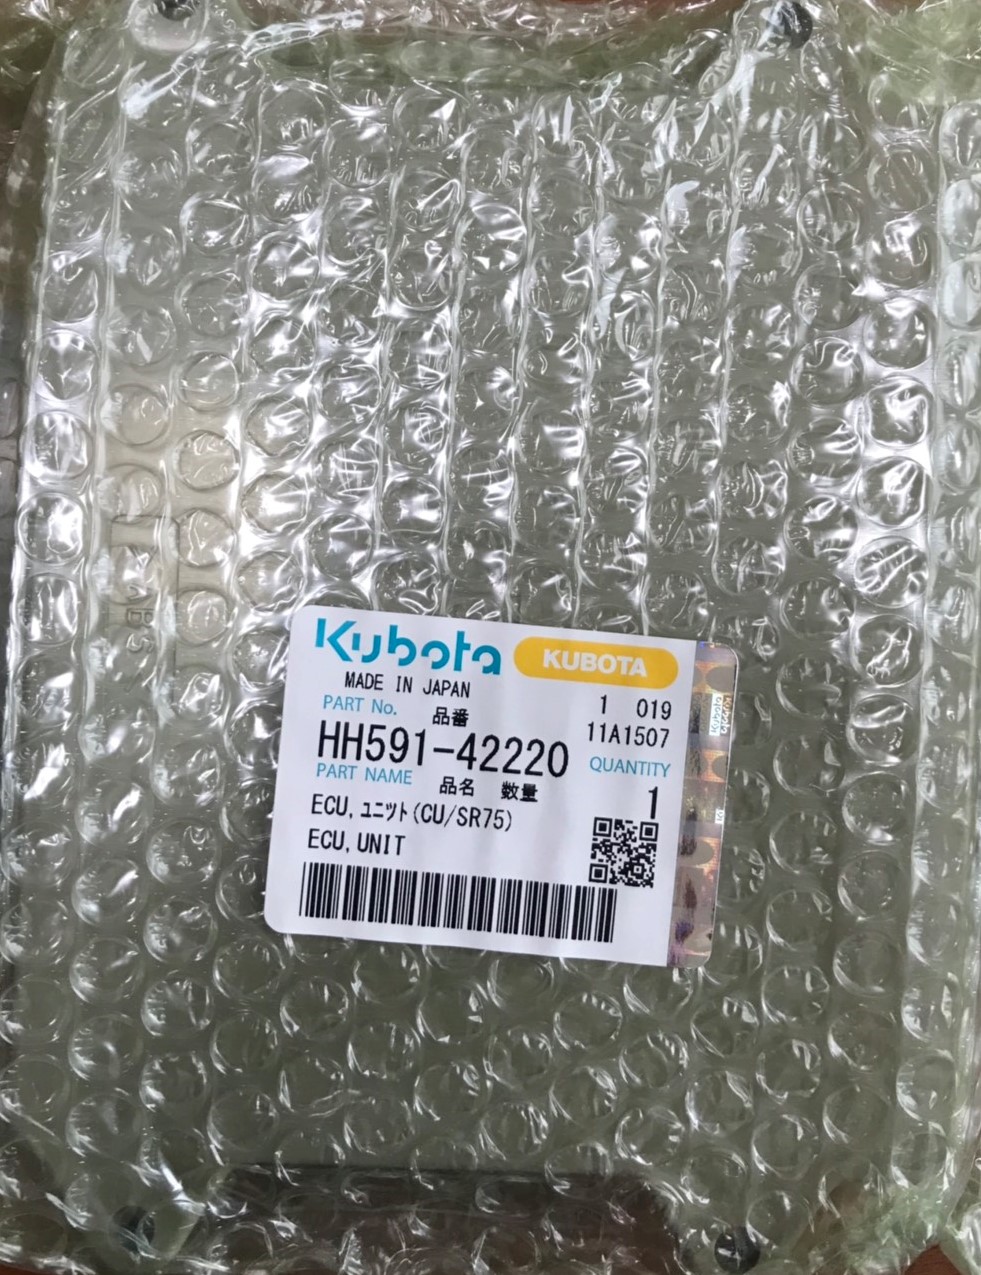 Kubota KUBOTA
MADE IN JAPAN 1 019
PART No. 品番 11A1507
HH591-42220 QUANTITY
PART NAME 品名 数量 1
ECU,ユニット(CU/SR75)
ECU,UNIT
Kubota